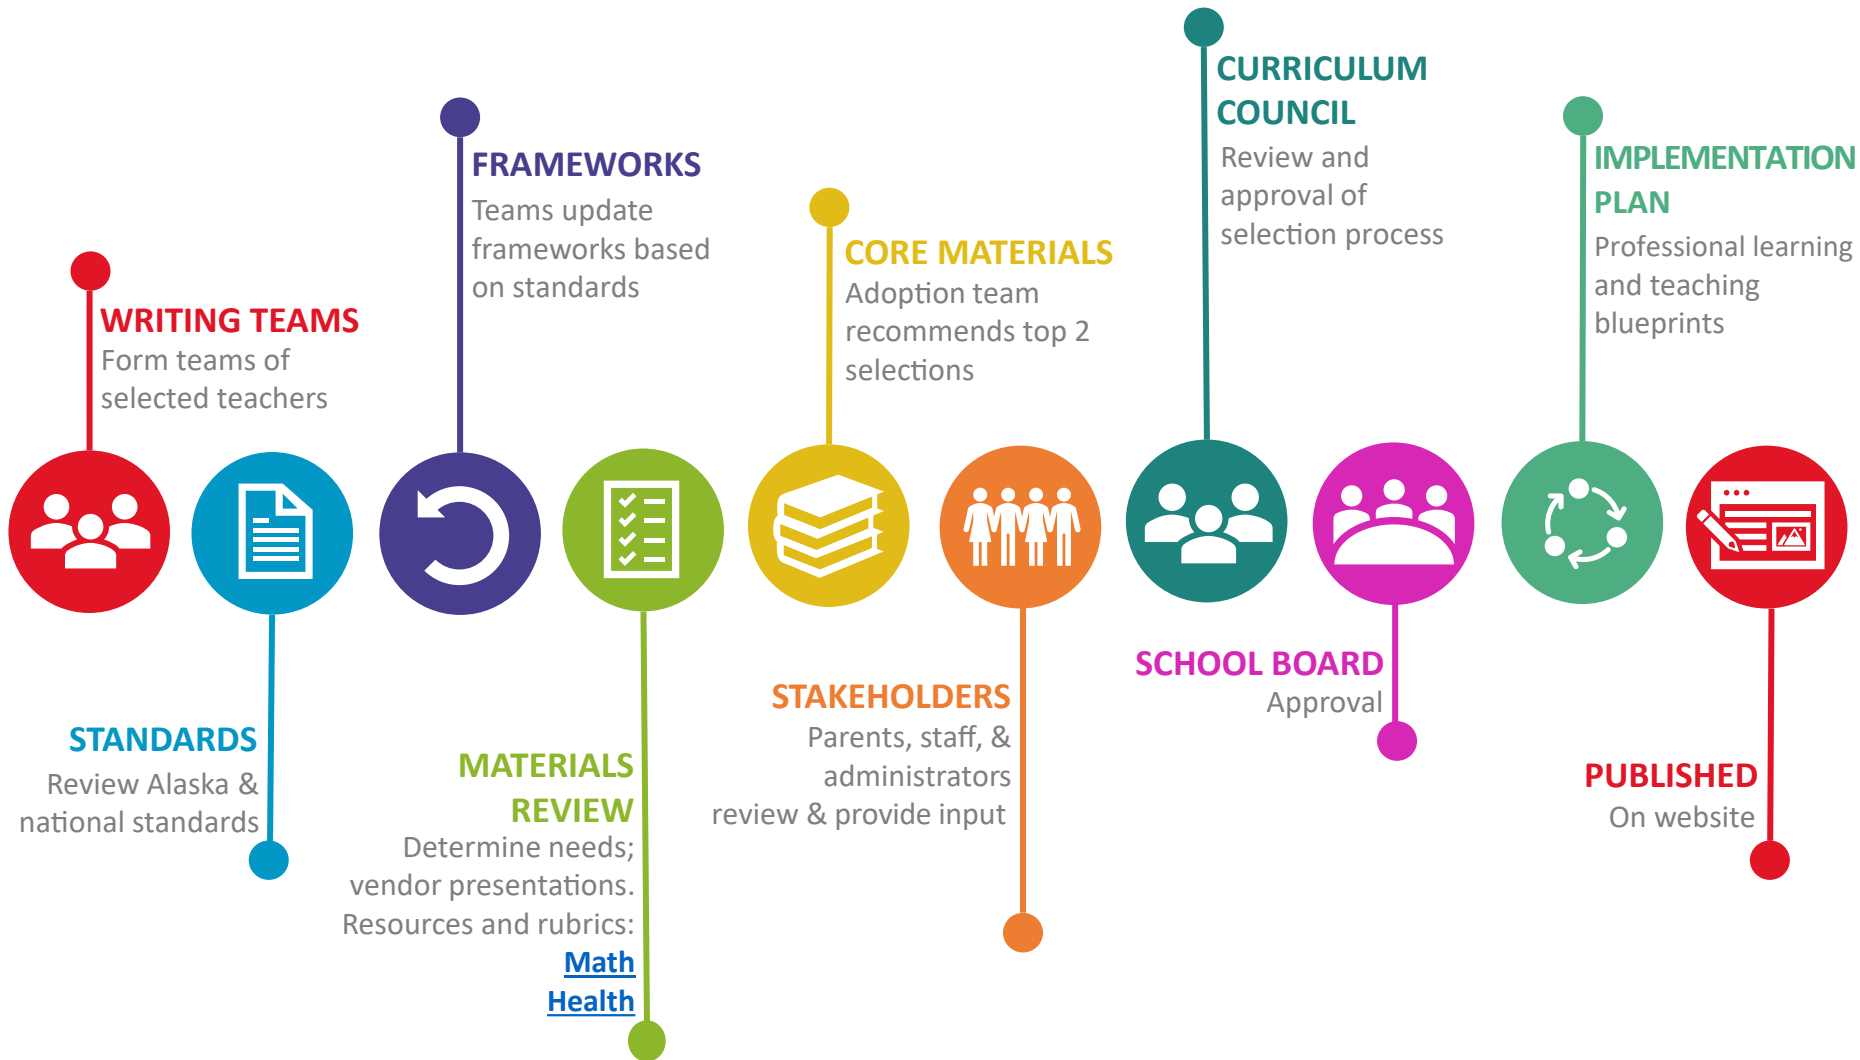 WRITING TEAMS
Form teams of
selected teachers
STANDARDS
Review Alaska &
national standards
FRAMEWORKS
Teams update
frameworks based
on standards
MATERIALS
REVIEW
Determine needs;
vendor presentations.
Resources and rubrics:
Math
Health
CORE MATERIALS
Adoption team
recommends top 2
selections
STAKEHOLDERS
Parents, staff, &
administrators
review & provide input
CURRICULUM
COUNCIL
Review and
approval of
selection process
SCHOOL BOARD
Approval
IMPLEMENTATION
PLAN
Professional learning
and teaching
blueprints
PUBLISHED
On website